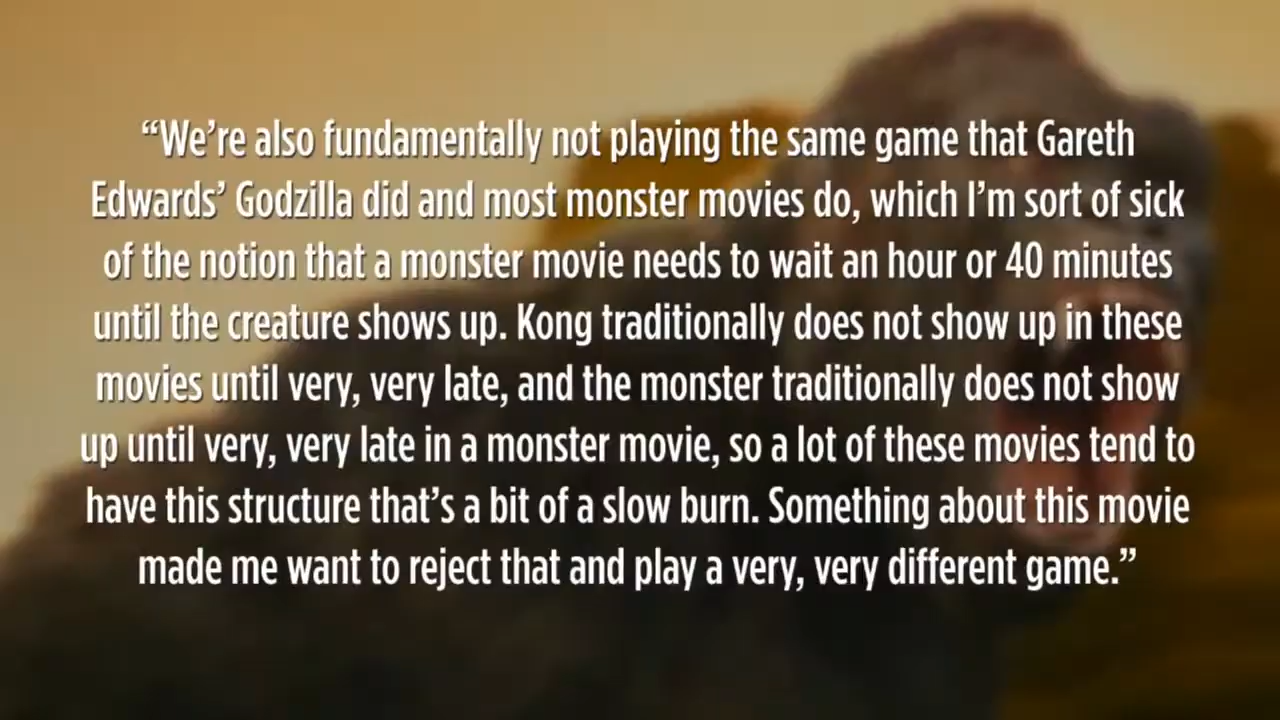 “We’re also fundamentally not playing the same game that Gareth
Edwards’ Godzilla did and most monster movies do, which I’m sort of sick
of the notion that a monster movie needs to wait an hour or 40 minutes
until the creature shows up. Kong traditionally does not show up in these
movies until very, very late, and the monster traditionally does not show
up until very, very late in a monster movie, so a lot of these movies tend to
have this structure that’s a bit of a slow burn. Something about this movie
made me want to reject that and play a very, very different game.”